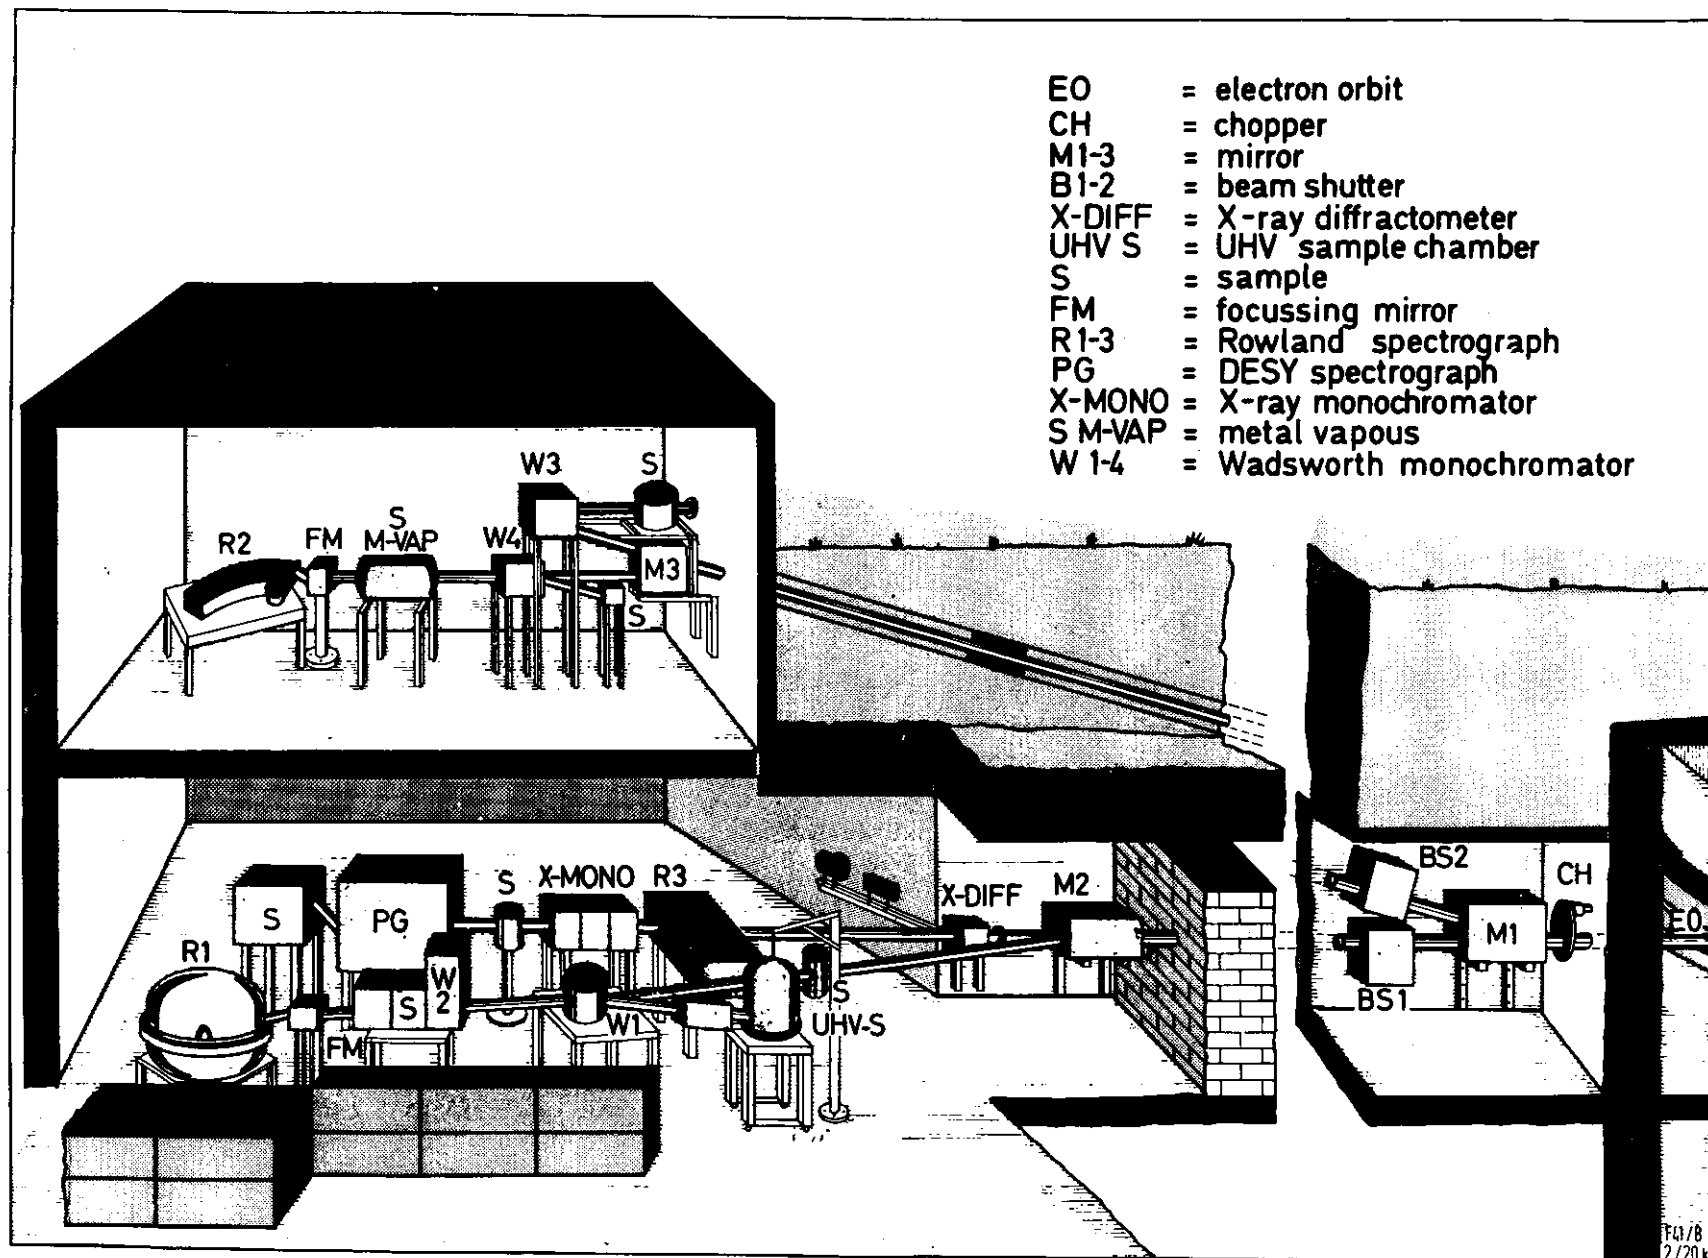 EO = electron orbit
CH = chopper
M1-3 = mirror
B1-2 = beam shutter
X-DIFF = X-ray diffractometer
UHV S = UHV sample chamber
S = sample
FM = focussing mirror
R1-3 = Rowland spectrograph
PG = DESY spectrograph
X-MONO = X-ray monochromator
S M-VAP = metal vapous
W 1-4 = Wadsworth monochromator
W3
S
R2
FM
S
M-VAP
W4
M3
S
BS2
CH
S
PG
S
X-MONO
R3
X-DIFF
M2
M1
EO
R1
W
2
S
FM
W1
S
UHV-S
BS1